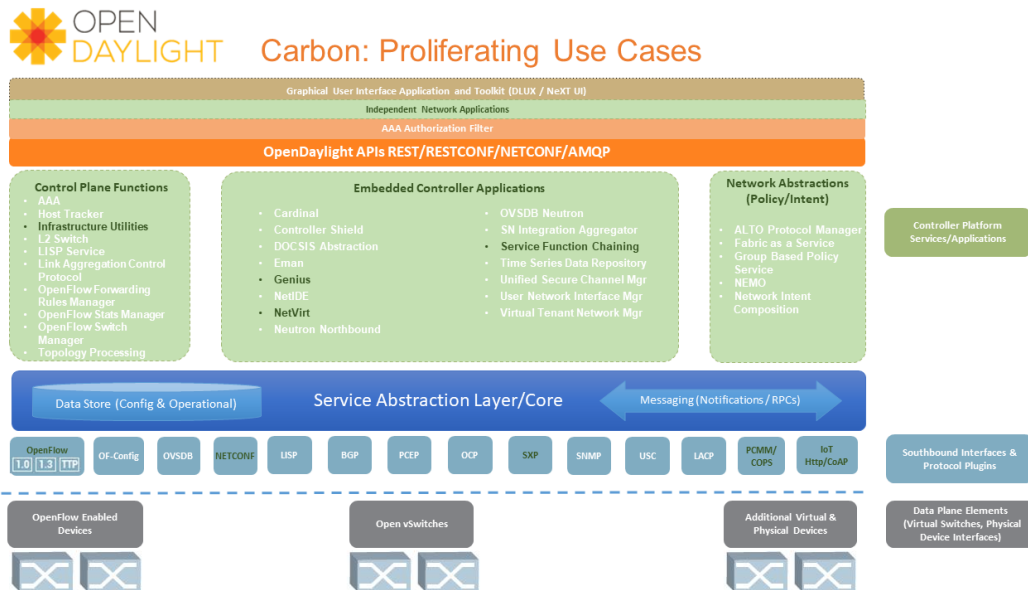 OPEN
DAYLIGHT
Carbon: Proliferating Use Cases
Graphical User Interface Application and Toolkit (DLUX / NeXT UI)
Independent Network Applications
AAA Authorization Filter
OpenDaylight APIs REST/RESTCONF/NETCONF/AMQP
Control Plane Functions
• AAA
• Host Tracker
• Infrastructure Utilities
• L2 Switch
• LISP Service
• Link Aggregation Control
Protocol
• OpenFlow Forwarding
Rules Manager
• OpenFlow Stats Manager
• OpenFlow Switch
Manager
• Topology Processing
Embedded Controller Applications
• Cardinal
• Controller Shield
• DOCSIS Abstraction
• Eman
• Genius
• NetIDE
• NetVirt
• Neutron Northbound
• OVSDB Neutron
• SN Integration Aggregator
• Service Function Chaining
• Time Series Data Repository
• Unified Secure Channel Mgr
• User Network Interface Mgr
• Virtual Tenant Network Mgr
Network Abstractions
(Policy/Intent)
• ALTO Protocol Manager
• Fabric as a Service
• Group Based Policy
Service
• NEMO
• Network Intent
Composition
Controller Platform
Services/Applications
Data Store (Config & Operational)
Service Abstraction Layer/Core
Messaging (Notifications / RPCs)
OpenFlow
1.0 1.3 TTP
OF-Config
OVSDB
NETCONF
LISP
BGP
PCEP
OCP
SXP
SNMP
USC
LACP
PCMM/
COPS
IoT
Http/CoAP
Southbound Interfaces &
Protocol Plugins
OpenFlow Enabled
Devices
Open vSwitches
Additional Virtual &
Physical Devices
Data Plane Elements
(Virtual Switches, Physical
Device Interfaces)